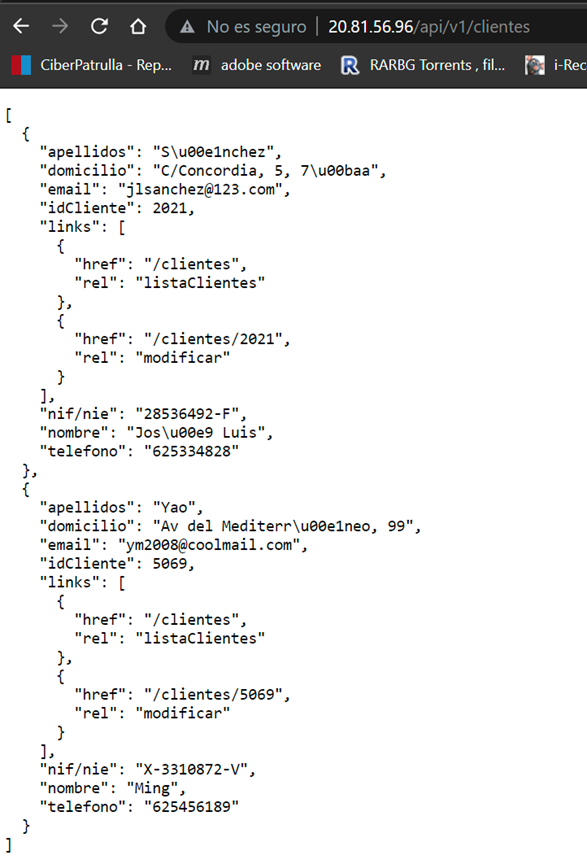 No es seguro | 20.81.56.96/api/v1/clientes
CiberPatrulla - Rep... m adobe software R RARBG Torrents , fil... i-Rec
[
  {
    "apellidos": "S\u00e1nchez",
    "domicilio": "C/Concordia, 5, 7\u00baa",
    "email": "jlsanchez@123.com",
    "idCliente": 2021,
    "links": [
      {
        "href": "/clientes",
        "rel": "listaClientes"
      },
      {
        "href": "/clientes/2021",
        "rel": "modificar"
      }
    ],
    "nif/nie": "28536492-F",
    "nombre": "Jos\u00e9 Luis",
    "telefono": "625334828"
  },
  {
    "apellidos": "Yao",
    "domicilio": "Av del Mediterr\u00e1neo, 99",
    "email": "ym2008@coolmail.com",
    "idCliente": 5069,
    "links": [
      {
        "href": "/clientes",
        "rel": "listaClientes"
      },
      {
        "href": "/clientes/5069",
        "rel": "modificar"
      }
    ],
    "nif/nie": "X-3310872-V",
    "nombre": "Ming",
    "telefono": "625456189"
  }
]